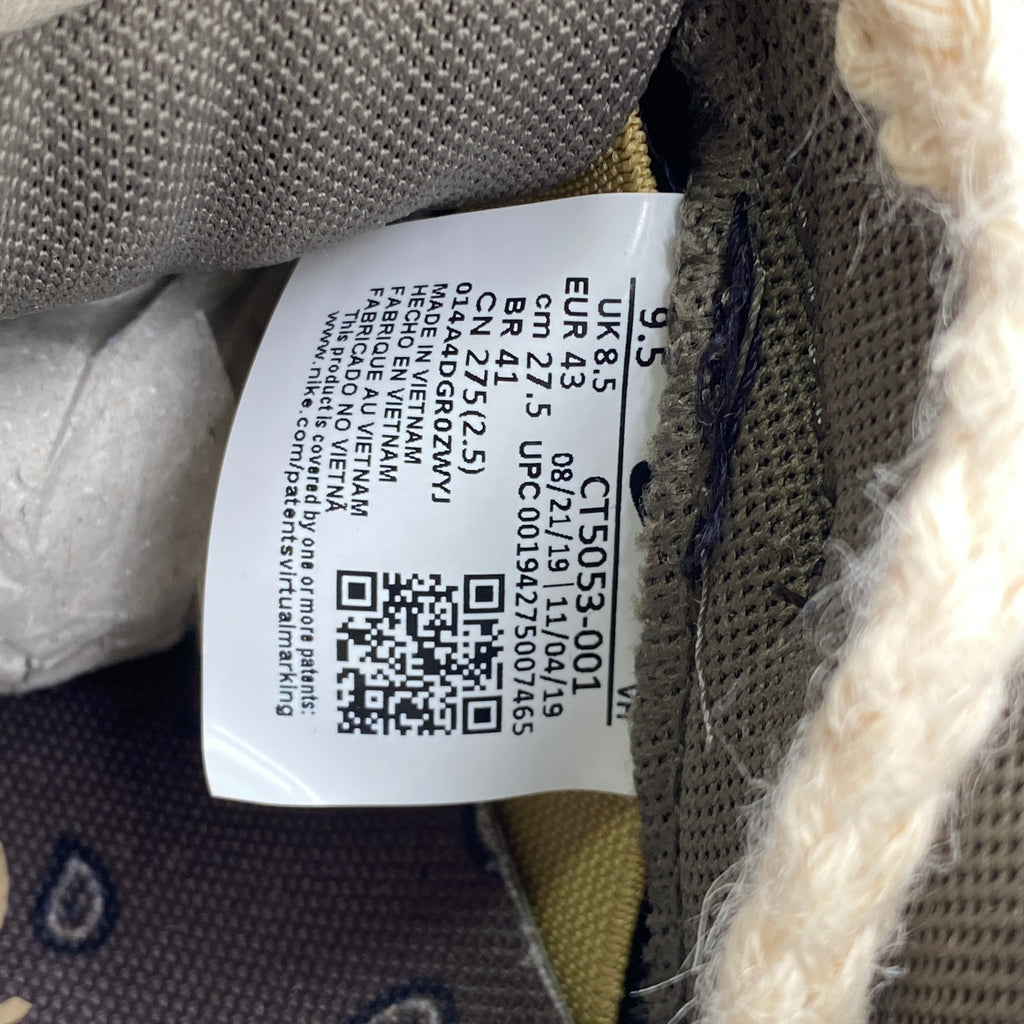 9.5
UK 8.5 CT5053-001
EUR 43 08/21/19 | 11/04/19
cm 27.5 UPC 00194275007465
BR 41
CN 275(2.5)
014A4DGR0ZWYJ
MADE IN VIETNAM
HECHO EN VIETNAM
FABRIQUE AU VIETNAM
FABRICADO NO VIETNÃ
This product is covered by one or more patents:
www.nike.com/patentsvirtualmarking